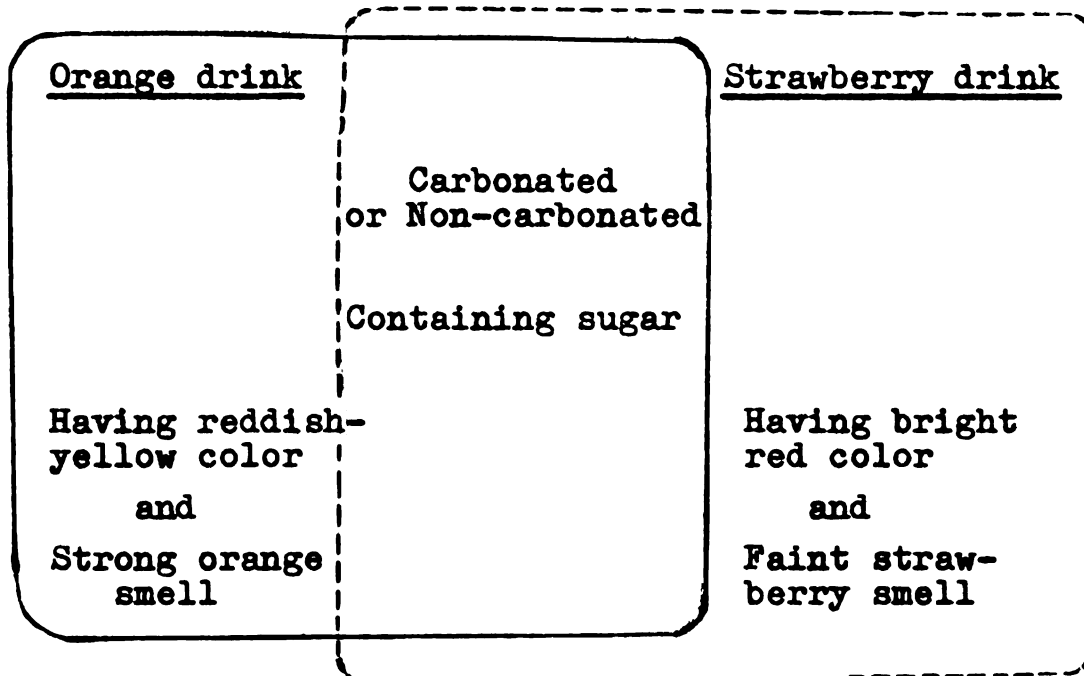 Orange drink
Strawberry drink
Carbonated
or Non-carbonated
Containing sugar
Having reddish-
yellow color
and
Strong orange
smell
Having bright
red color
and
Faint straw-
berry smell